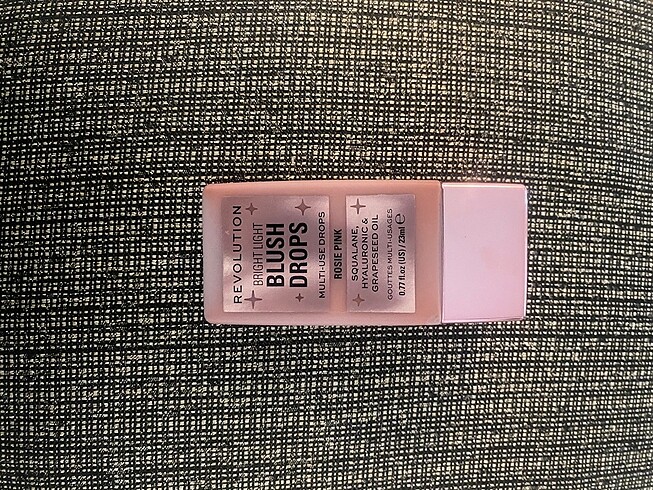 REVOLUTION
BRIGHT LIGHT
BLUSH
DROPS
MULTI-USE DROPS
ROSIE PINK
SQUALANE,
HYALURONIC &
GRAPESEED OIL
GOUTTES MULTI-USAGES
0.77 fl.oz (US) / 23ml ℮